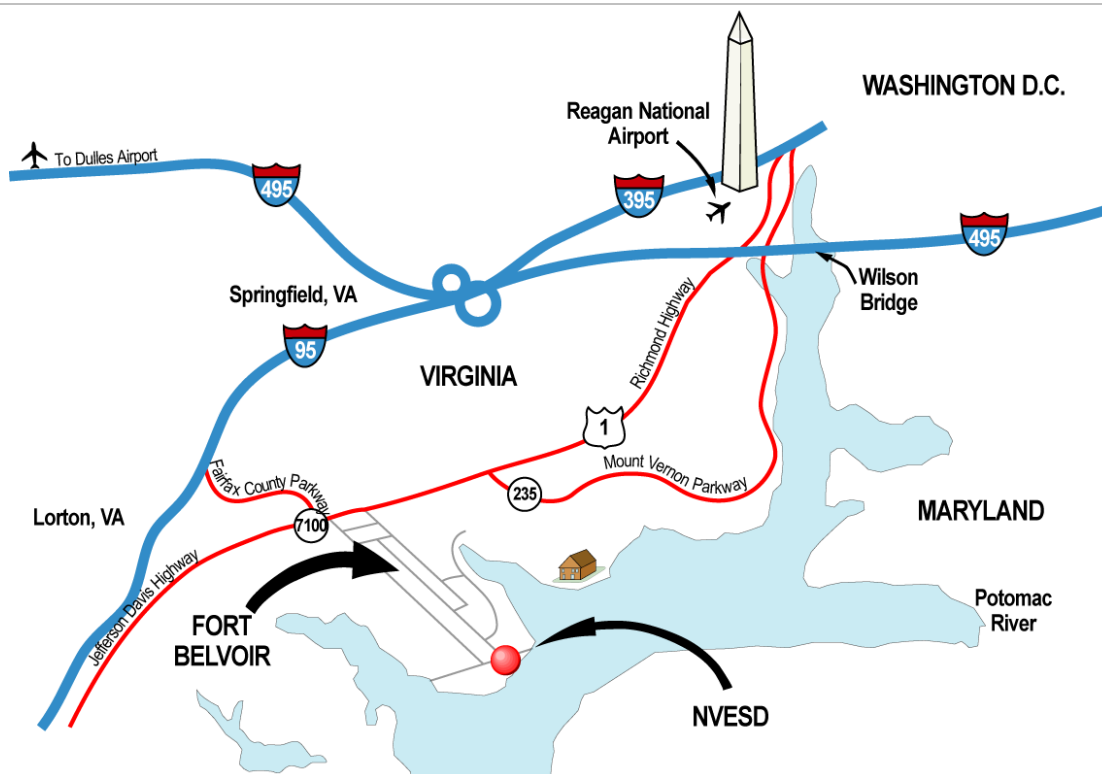 WASHINGTON D.C.
Reagan National
Airport
To Dulles Airport
495
395
495
Wilson
Bridge
Springfield, VA
95
Richmond Highway
VIRGINIA
1
Mount Vernon Parkway
235
Fairfax County Parkway
7100
Lorton, VA
MARYLAND
Jefferson Davis Highway
FORT
BELVOIR
Potomac
River
NVESD